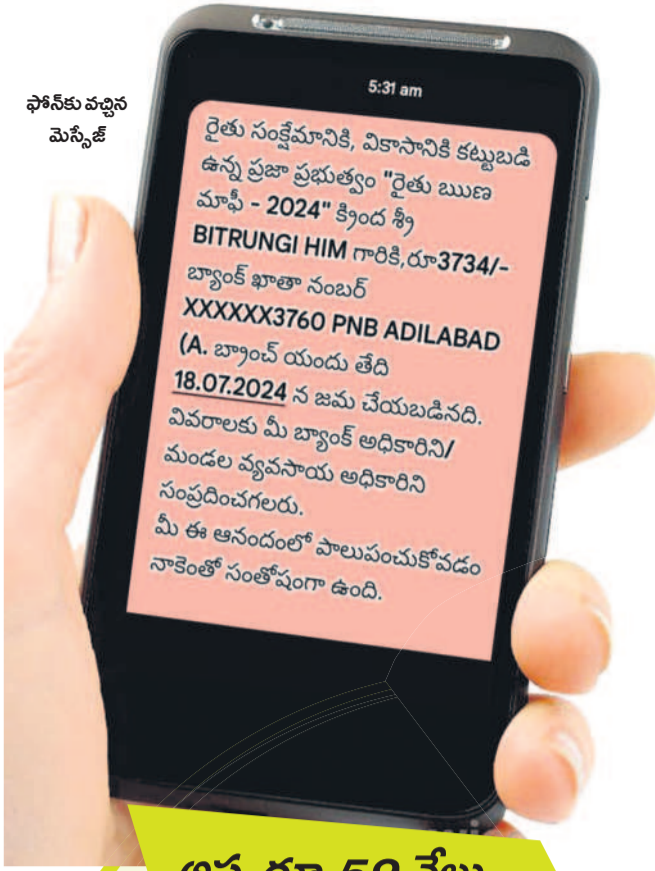 ఫోన్‌కు వచ్చిన
మెస్సేజ్
5:31 am
రైతు సంక్షేమానికి, వికాసానికి కట్టుబడి
ఉన్న ప్రజా ప్రభుత్వం "రైతు ఋణ
మాఫీ - 2024" క్రింద శ్రీ
BITRUNGI HIM గారికి,రూ3734/-
బ్యాంక్ ఖాతా నంబర్
XXXXXX3760 PNB ADILABAD
(A. బ్రాంచ్ యందు తేది
18.07.2024 న జమ చేయబడినది.
వివరాలకు మీ బ్యాంక్ అధికారిని/
మండల వ్యవసాయ అధికారిని
సంప్రదించగలరు.
మీ ఈ ఆనందంలో పాలుపంచుకోవడం
నాకెంతో సంతోషంగా ఉంది.